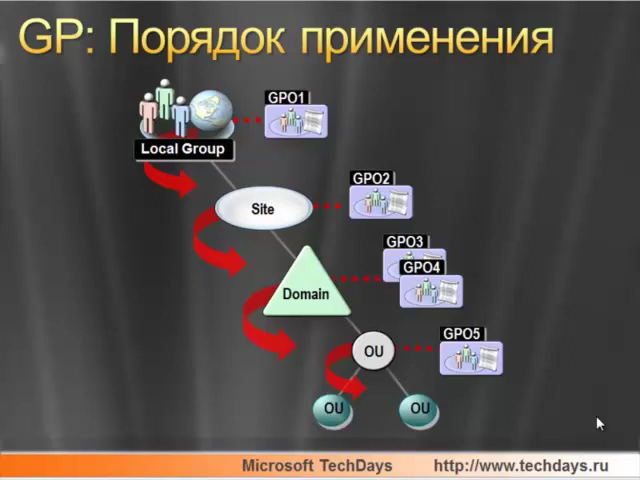 GP: Порядок применения
GPO1
Local Group
GPO2
Site
GPO3
GPO4
Domain
GPO5
OU
OU
OU
Microsoft TechDays
http://www.techdays.ru